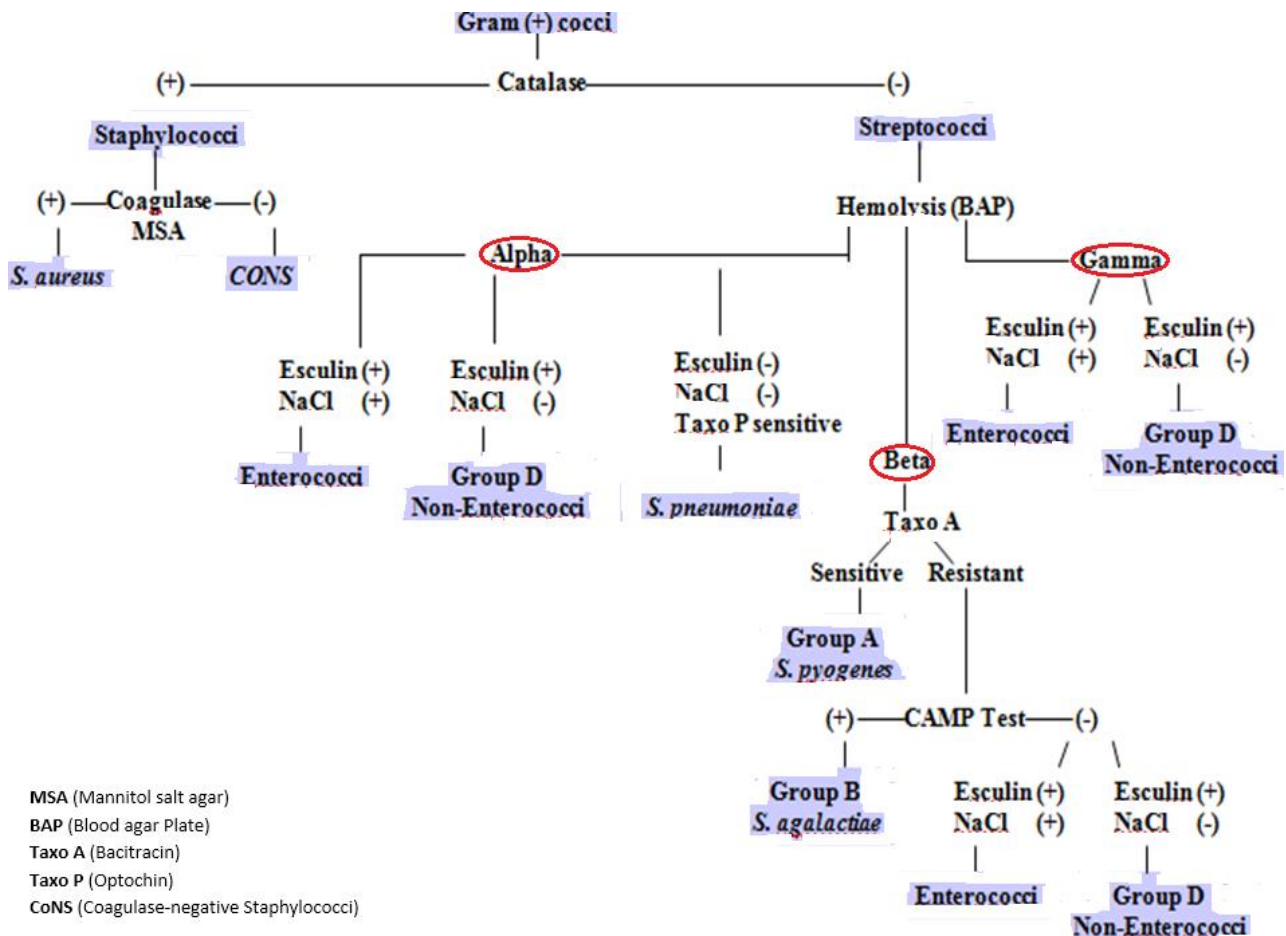 Gram (+) cocci
(+) Catalase (-)
Staphylococci
Streptococci
(+) Coagulase (-)
MSA
Hemolysis (BAP)
S. aureus
CONS
Alpha
Gamma
Esculin (+)
NaCl (+)
Enterococci
Esculin (+)
NaCl (-)
Group D
Non-Enterococci
Esculin (-)
NaCl (-)
Taxo P sensitive
S. pneumoniae
Esculin (+)
NaCl (+)
Enterococci
Esculin (+)
NaCl (-)
Group D
Non-Enterococci
Beta
Taxo A
Sensitive Resistant
Group A
S. pyogenes
(+) CAMP Test (-)
Group B
S. agalactiae
Esculin (+)
NaCl (+)
Enterococci
Esculin (+)
NaCl (-)
Group D
Non-Enterococci
MSA (Mannitol salt agar)
BAP (Blood agar Plate)
Taxo A (Bacitracin)
Taxo P (Optochin)
CoNS (Coagulase-negative Staphylococci)